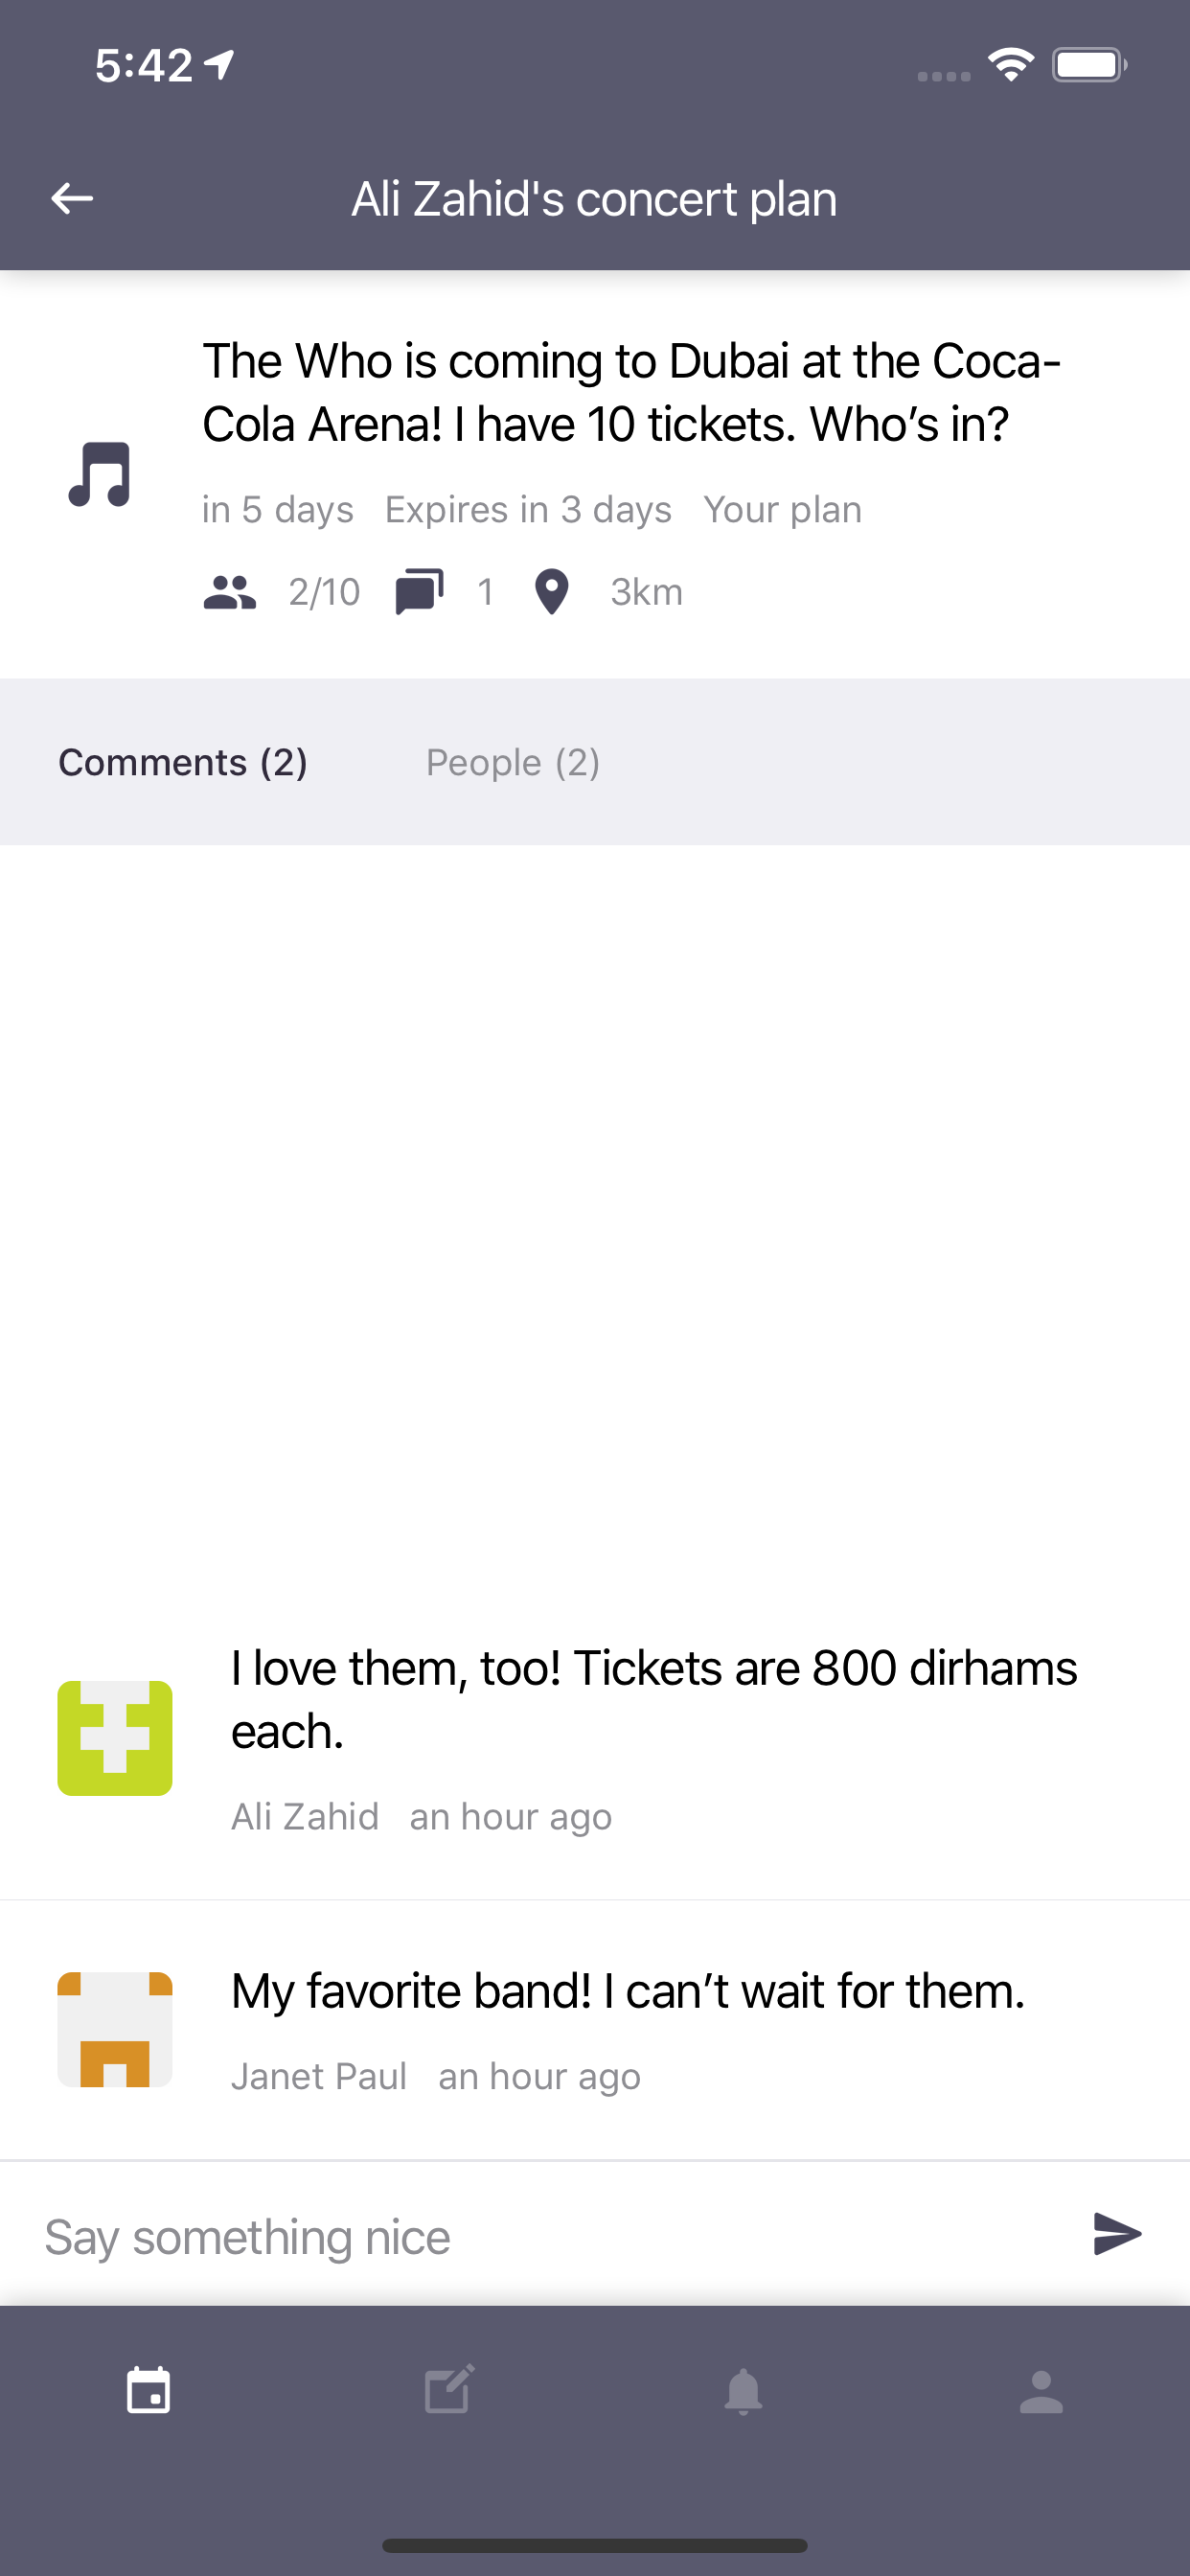 5:42
Ali Zahid's concert plan
The Who is coming to Dubai at the Coca-
Cola Arena! I have 10 tickets. Who’s in?
in 5 days Expires in 3 days Your plan
2/10 1 3km
Comments (2) People (2)
I love them, too! Tickets are 800 dirhams
each.
Ali Zahid an hour ago
My favorite band! I can’t wait for them.
Janet Paul an hour ago
Say something nice